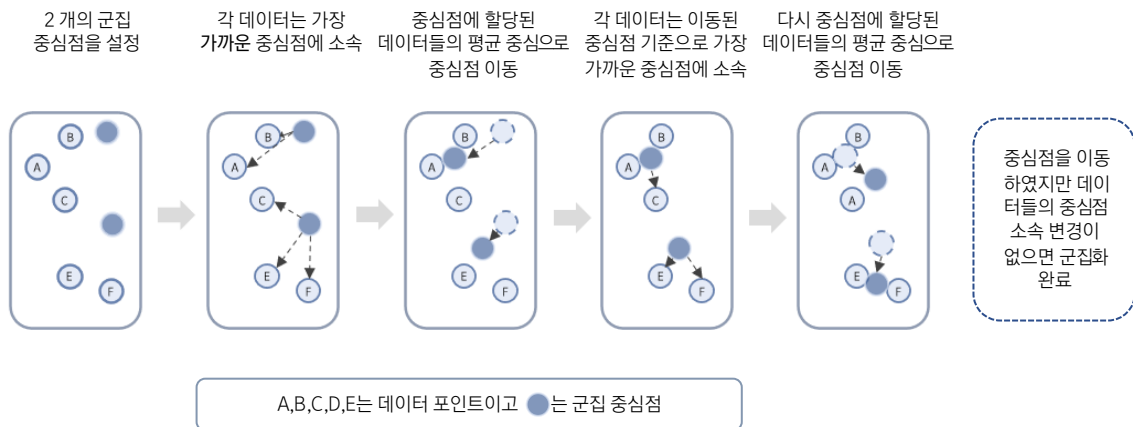 2 개의 군집
중심점을 설정
각 데이터는 가장
가까운 중심점에 소속
중심점에 할당된
데이터들의 평균 중심으로
중심점 이동
각 데이터는 이동된
중심점 기준으로 가장
가까운 중심점에 소속
다시 중심점에 할당된
데이터들의 평균 중심으로
중심점 이동
B
A
C
E
F
B
A
C
E
F
B
A
C
E
F
B
A
C
E
F
B
A
A
E
F
중심점을 이동
하였지만 데이
터들의 중심점
소속 변경이
없으면 군집화
완료
A,B,C,D,E는 데이터 포인트이고 는 군집 중심점